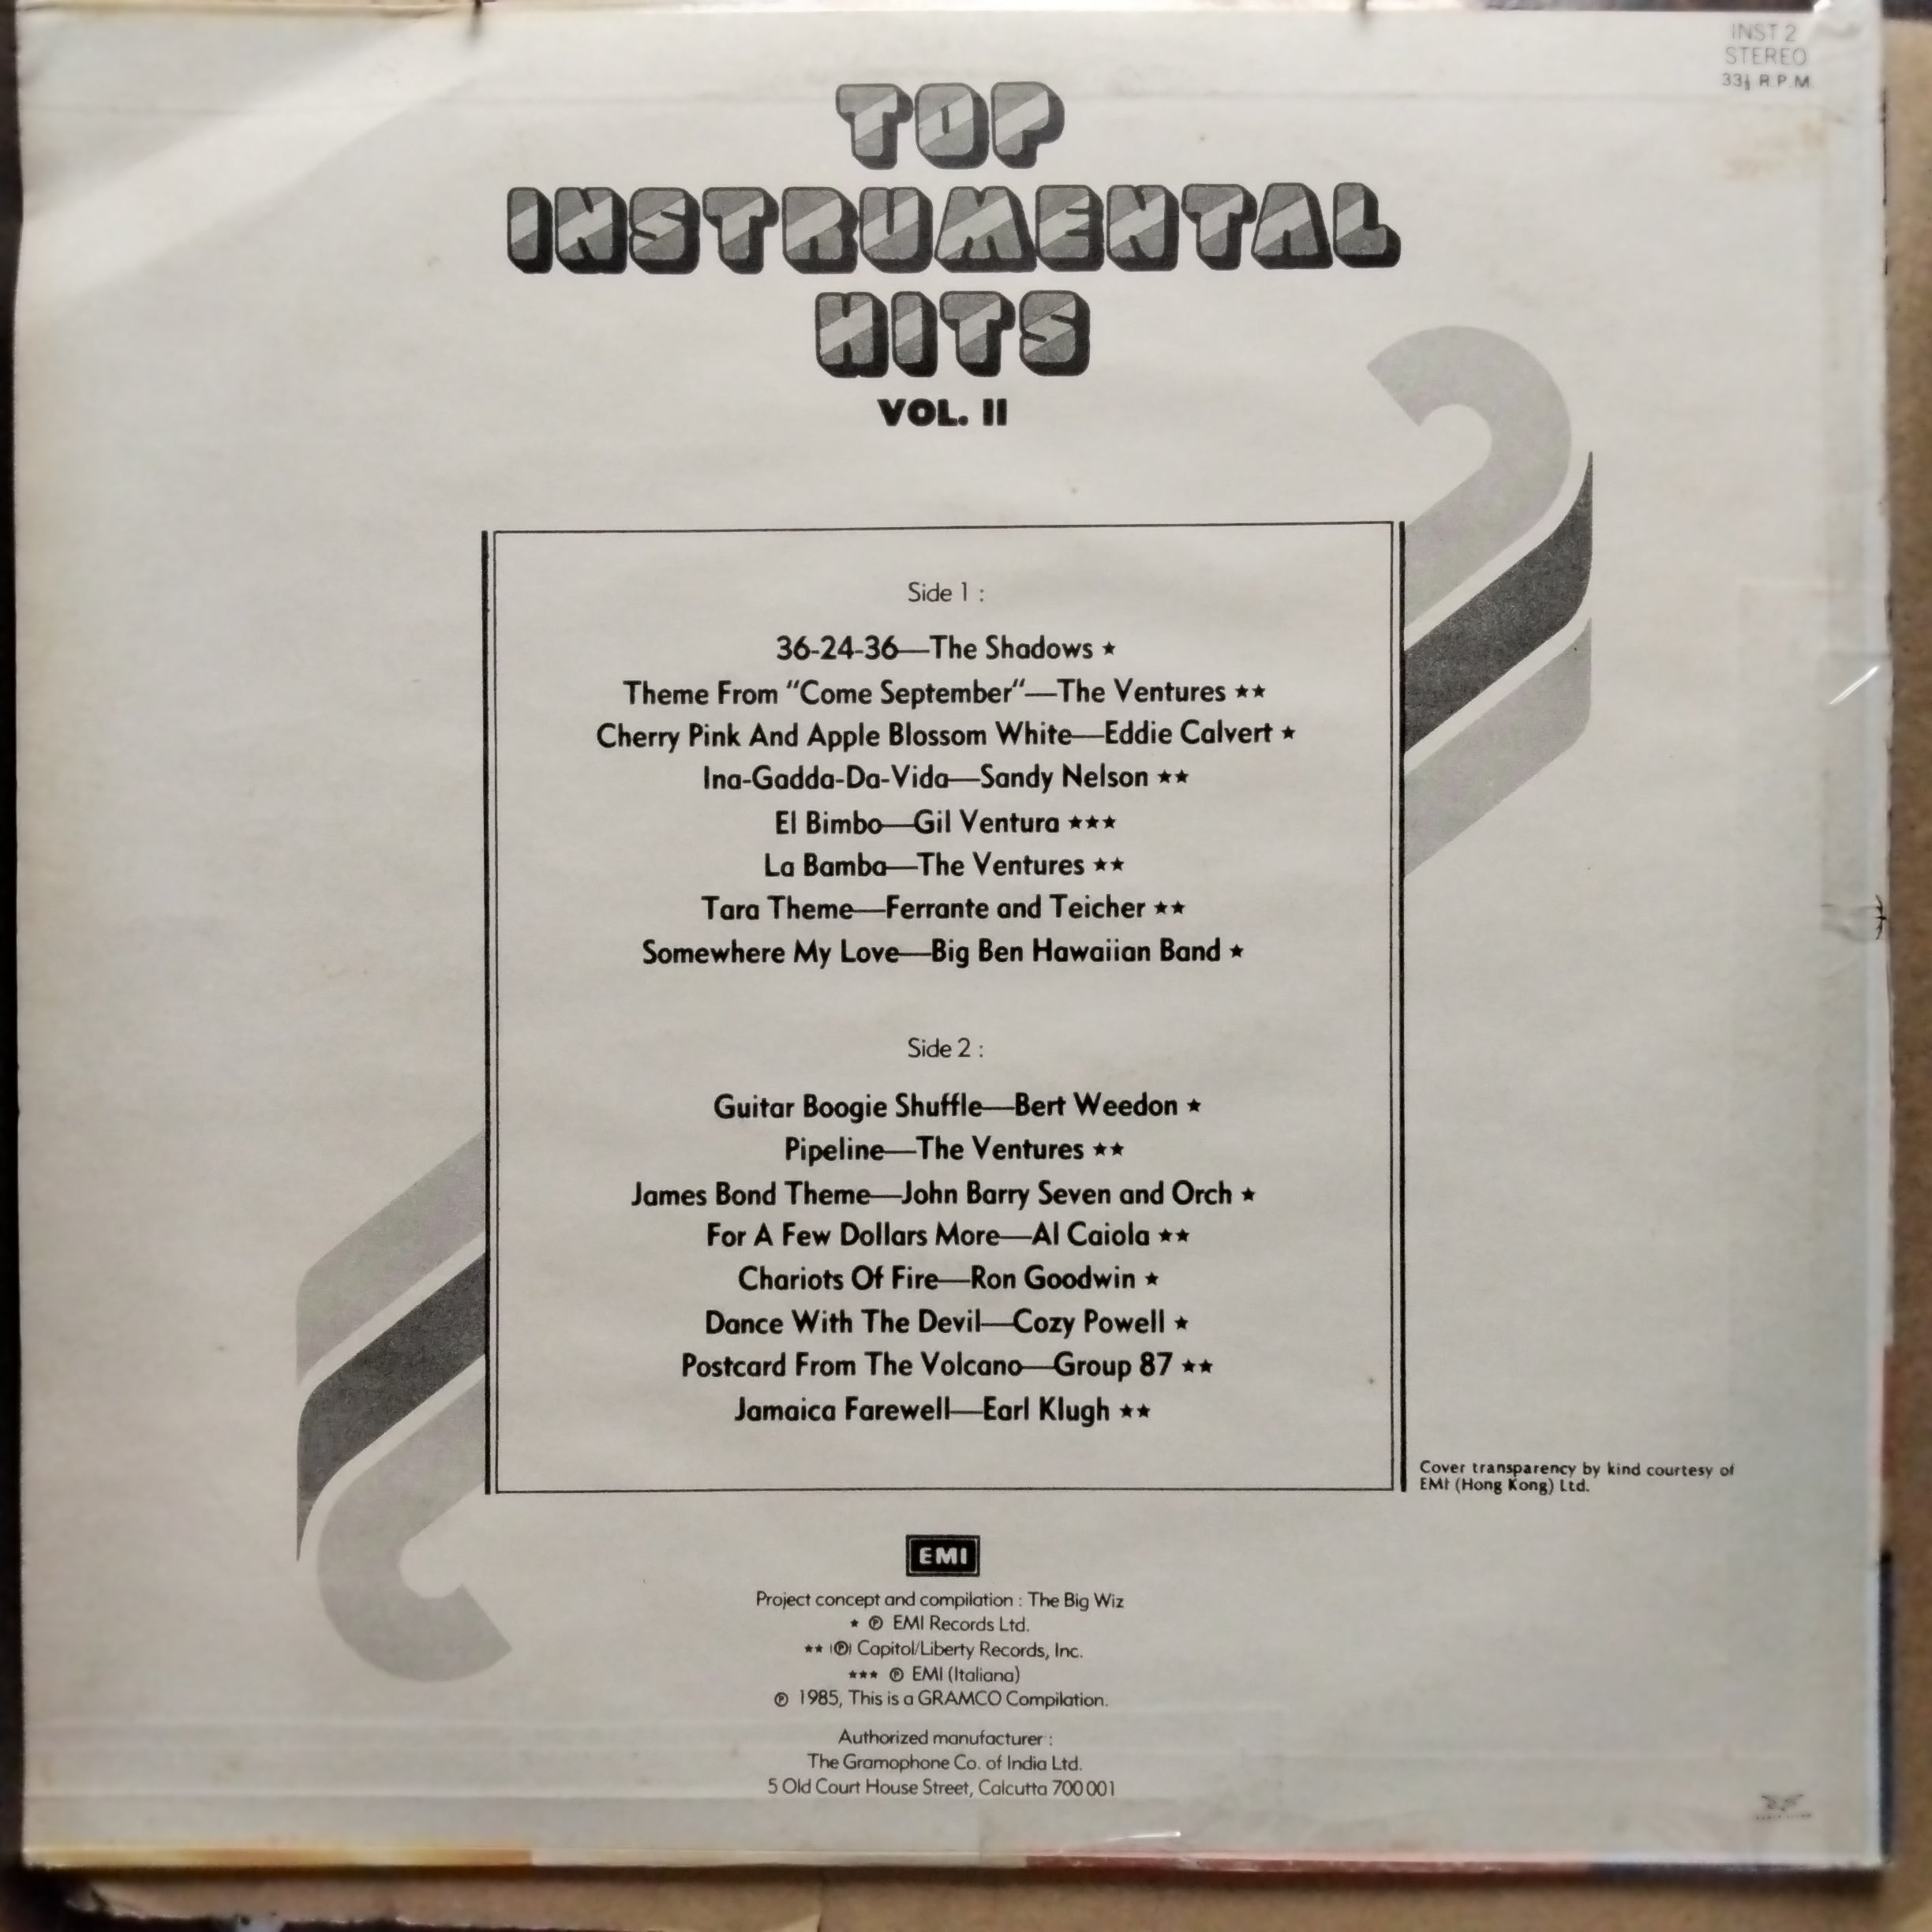 INST 2
STEREO
33⅓ R.P.M.
TOP
INSTRUMENTAL
HITS
VOL. II
Side 1 :
36-24-36—The Shadows ★
Theme From “Come September“—The Ventures ★★
Cherry Pink And Apple Blossom White—Eddie Calvert ★
Ina-Gadda-Da-Vida—Sandy Nelson ★★
El Bimbo—Gil Ventura ★★★
La Bamba—The Ventures ★★
Tara Theme—Ferrante and Teicher ★★
Somewhere My Love—Big Ben Hawaiian Band ★
Side 2 :
Guitar Boogie Shuffle—Bert Weedon ★
Pipeline—The Ventures ★★
James Bond Theme—John Barry Seven and Orch ★
For A Few Dollars More—Al Caiola ★★
Chariots Of Fire—Ron Goodwin ★
Dance With The Devil—Cozy Powell ★
Postcard From The Volcano—Group 87 ★★
Jamaica Farewell—Earl Klugh ★★
Cover transparency by kind courtesy of
EMI (Hong Kong) Ltd.
EMI
Project concept and compilation : The Big Wiz
★ ℗ EMI Records Ltd.
★★ ℗ Capitol/Liberty Records, Inc.
★★★ ℗ EMI (Italiana)
℗ 1985, This is a GRAMCO Compilation.
Authorized manufacturer :
The Gramophone Co. of India Ltd.
5 Old Court House Street, Calcutta 700 001